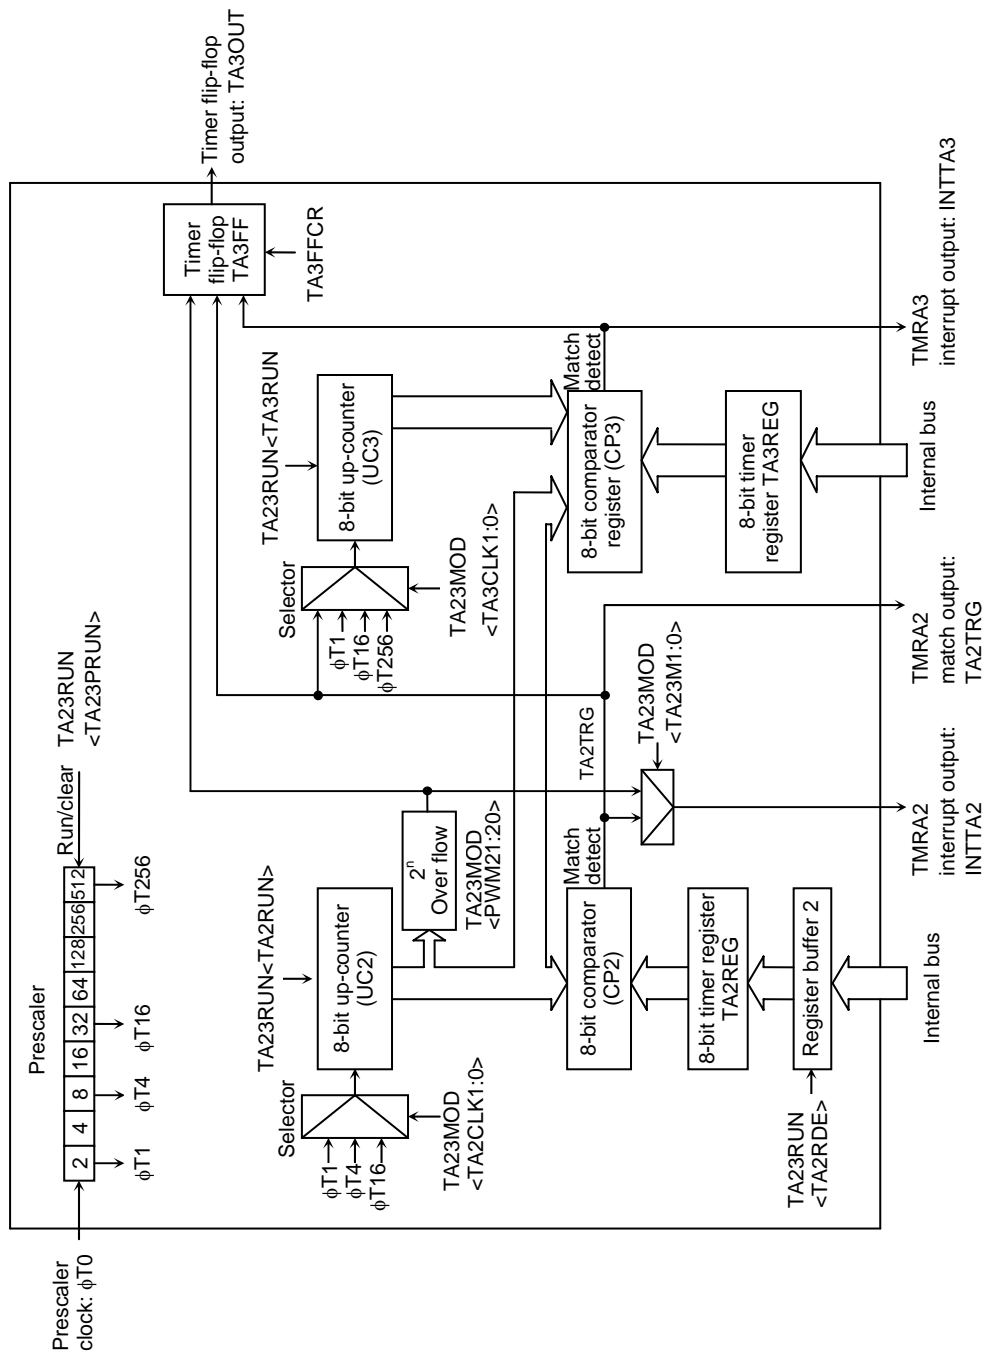 Prescaler
clock: ϕT0
Prescaler
2 4 8 16 32 64 128 256 512
Run/clear
TA23RUN
<TA23PRUN>
ϕT1
ϕT4
ϕT16
ϕT256
Selector
ϕT1
ϕT4
ϕT16
TA23MOD
<TA2CLK1:0>
TA23RUN<TA2RUN>
8-bit up-counter
(UC2)
2ⁿ
Over flow
TA23MOD
<PWM21:20>
Selector
ϕT1
ϕT16
ϕT256
TA23MOD
<TA3CLK1:0>
TA23RUN<TA3RUN
8-bit up-counter
(UC3)
Timer
flip-flop
TA3FF
TA3FFCR
Timer flip-flop
output: TA3OUT
8-bit comparator
(CP2)
Match
detect
TA2TRG
TA23MOD
<TA23M1:0>
8-bit comparator
register (CP3)
Match
detect
8-bit timer register
TA2REG
8-bit timer
register TA3REG
Register buffer 2
TA23RUN
<TA2RDE>
Internal bus
TMRA2
interrupt output:
INTTA2
TMRA2
match output:
TA2TRG
Internal bus
TMRA3
interrupt output: INTTA3